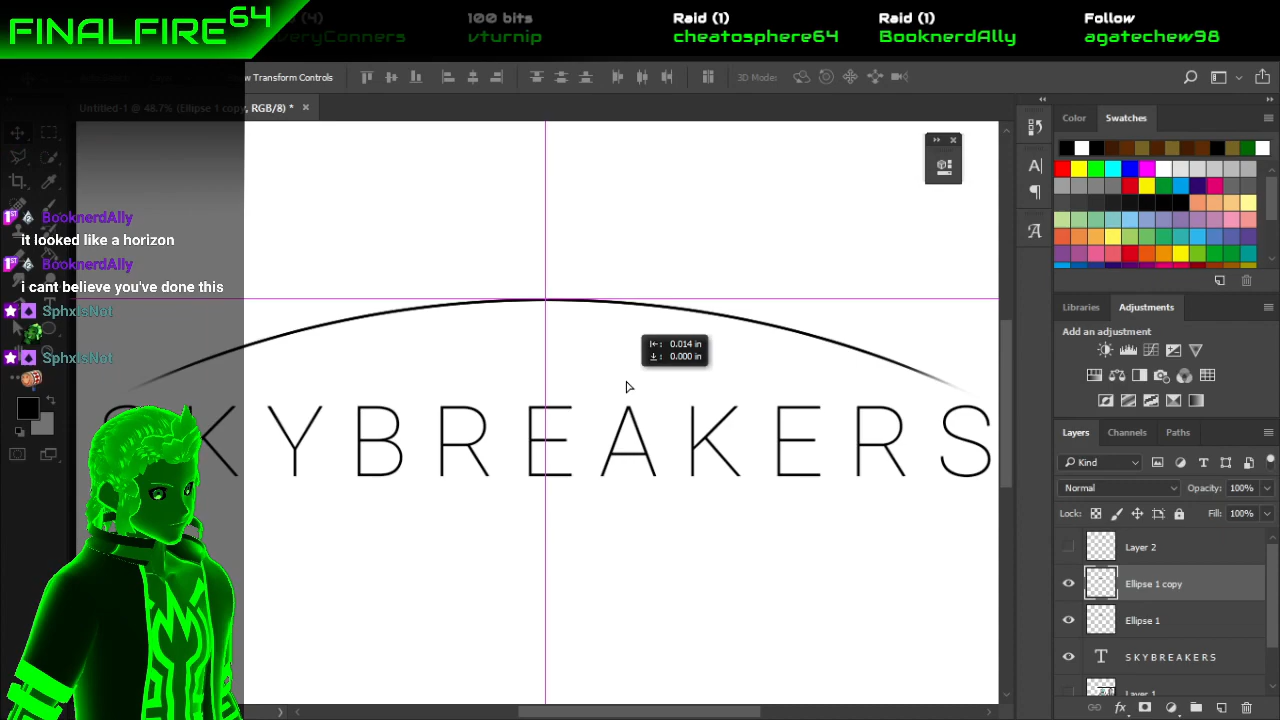 FINALFIRE64
100 bits
vturnip
Raid (1)
cheatosphere64
Raid (1)
BooknerdAlly
Follow
agatechew98
Transform Controls
3D Mode:
Untitled-1 @ 48.7% (Ellipse 1 copy, RGB/8) *
BooknerdAlly
it looked like a horizon
BooknerdAlly
i cant believe you've done this
SphxIsNot
SphxIsNot
0.014 in
0.000 in
SKYBREAKERS
Color
Swatches
Libraries
Adjustments
Add an adjustment
Layers
Channels
Paths
Kind
Normal
Opacity: 100%
Lock:
Fill: 100%
Layer 2
Ellipse 1 copy
Ellipse 1
T
S K Y B R E A K E R S
Layer 1
fx